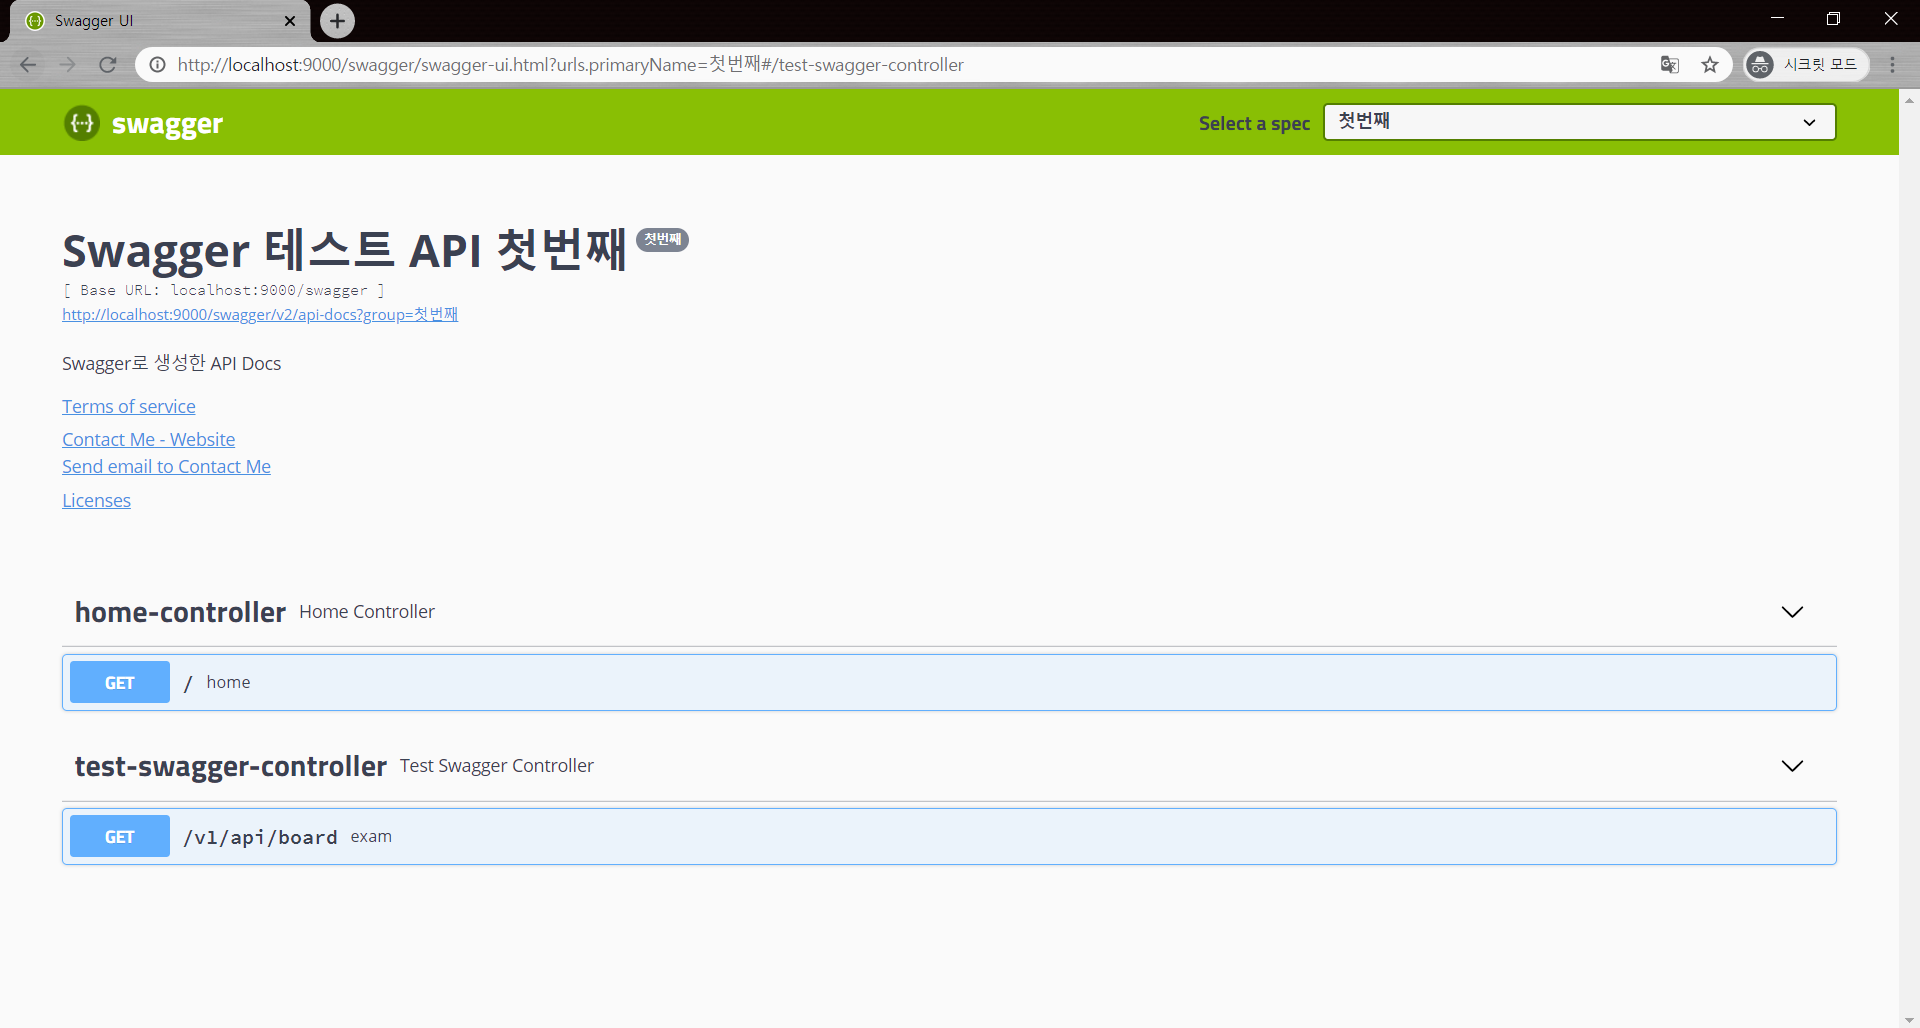 Swagger UI
http://localhost:9000/swagger/swagger-ui.html?urls.primaryName=첫번째#/test-swagger-controller
시크릿 모드
swagger
Select a spec 첫번째
Swagger 테스트 API 첫번째 첫번째
[ Base URL: localhost:9000/swagger ]
http://localhost:9000/swagger/v2/api-docs?group=첫번째
Swagger로 생성한 API Docs
Terms of service
Contact Me - Website
Send email to Contact Me
Licenses
home-controller Home Controller
GET / home
test-swagger-controller Test Swagger Controller
GET /v1/api/board exam